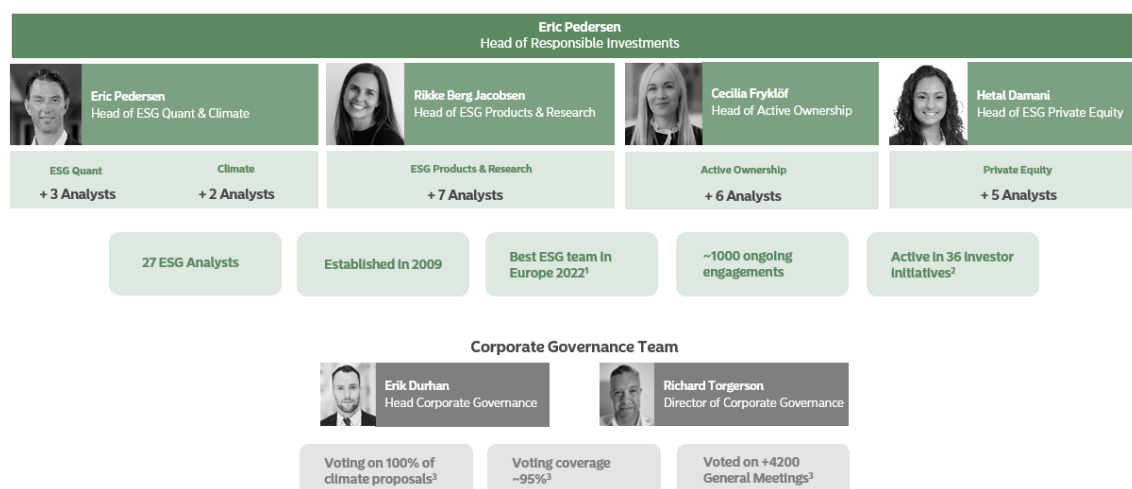 Eric Pedersen
Head of Responsible Investments
Eric Pedersen
Head of ESG Quant & Climate
Rikke Berg Jacobsen
Head of ESG Products & Research
Cecilia Fryklöf
Head of Active Ownership
Hetal Damani
Head of ESG Private Equity
ESG Quant
+ 3 Analysts
Climate
+ 2 Analysts
ESG Products & Research
+ 7 Analysts
Active Ownership
+ 6 Analysts
Private Equity
+ 5 Analysts
27 ESG Analysts
Established in 2009
Best ESG team in
Europe 2022¹
~1000 ongoing
engagements
Active in 36 investor
initiatives²
Corporate Governance Team
Erik Durhan
Head Corporate Governance
Richard Torgerson
Director of Corporate Governance
Voting on 100% of
climate proposals³
Voting coverage
~95%³
Voted on +4200
General Meetings³